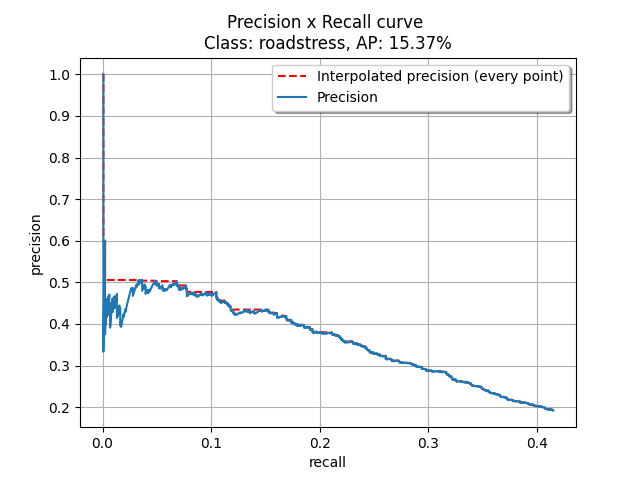 Precision x Recall curve
Class: roadstress, AP: 15.37%
Interpolated precision (every point)
Precision
1.0
0.9
0.8
0.7
0.6
0.5
0.4
0.3
0.2
precision
0.0 0.1 0.2 0.3 0.4
recall